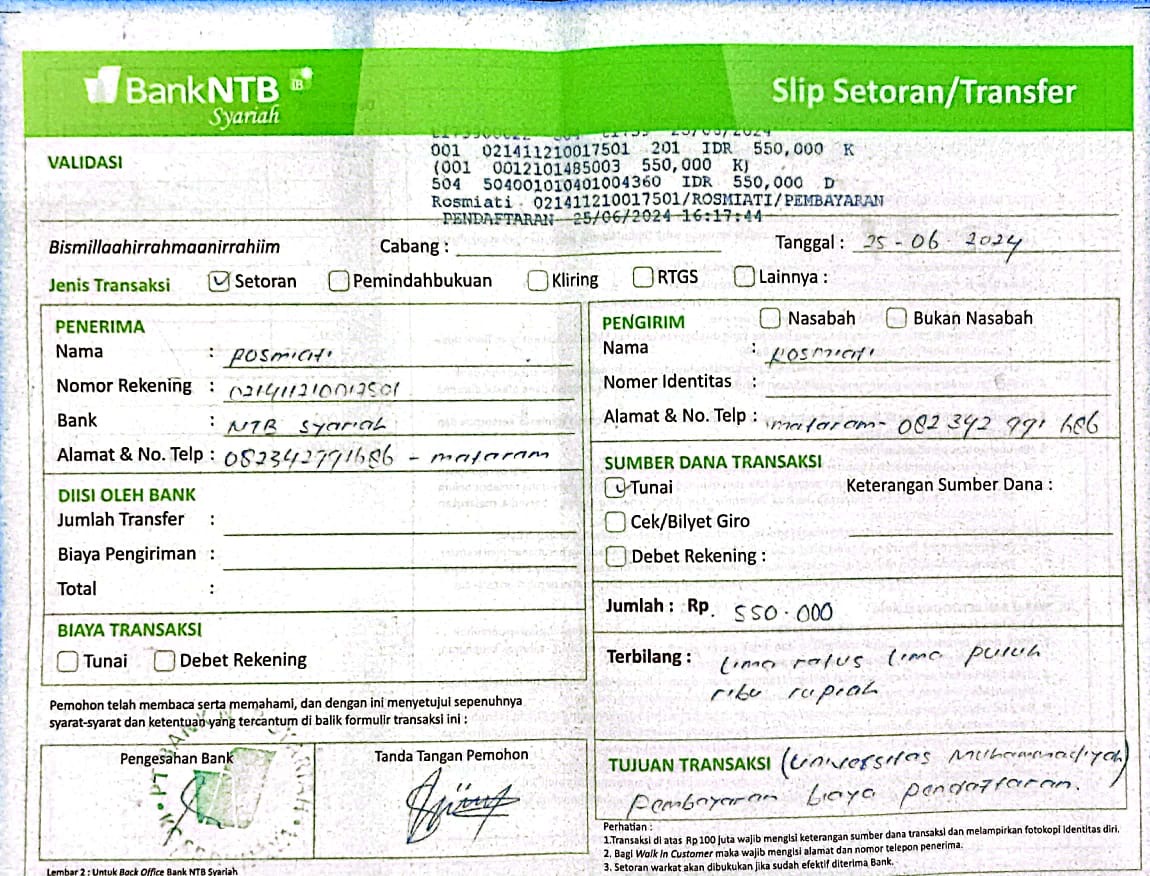 BankNTB
Syariah
Slip Setoran/Transfer
VALIDASI
001 021411210017501 201 IDR 550,000 K
(001 0012101485003 550,000 K)
504 504001010401004360 IDR 550,000 D
Rosmiati 021411210017501/ROSMIATI/PEMBAYARAN
PENDAFTARAN 25/06/2024 16:17:44
Bismillaahirrahmaanirrahiim
Cabang :
Tanggal : 25-06-2024
Jenis Transaksi Setoran Pemindahbukuan Kliring RTGS Lainnya :
PENERIMA
Nama : Rosmiati
Nomor Rekening : 021411210017501
Bank : NTB Syariah
Alamat & No. Telp : 082342991686 - mataram
DIISI OLEH BANK
Jumlah Transfer :
Biaya Pengiriman :
Total :
BIAYA TRANSAKSI
Tunai Debet Rekening
PENGIRIM Nasabah Bukan Nasabah
Nama : Rosmiati
Nomer Identitas :
Alamat & No. Telp : mataram- 082 342 991 686
SUMBER DANA TRANSAKSI
Tunai Keterangan Sumber Dana :
Cek/Bilyet Giro
Debet Rekening :
Jumlah : Rp. 550.000
Terbilang : Lima ratus lima puluh
ribu rupiah
TUJUAN TRANSAKSI (Universitas Muhammadiyah)
Pembayaran biaya pendaftaran.
Pemohon telah membaca serta memahami, dan dengan ini menyetujui sepenuhnya
syarat-syarat dan ketentuan yang tercantum di balik formulir transaksi ini :
Pengesahan Bank
Tanda Tangan Pemohon
Perhatian :
1.Transaksi di atas Rp 100 juta wajib mengisi keterangan sumber dana transaksi dan melampirkan fotokopi identitas diri.
2. Bagi Walk In Customer maka wajib mengisi alamat dan nomor telepon penerima.
3. Setoran warkat akan dibukukan jika sudah efektif diterima Bank.
Lembar 2 : Untuk Back Office Bank NTB Syariah